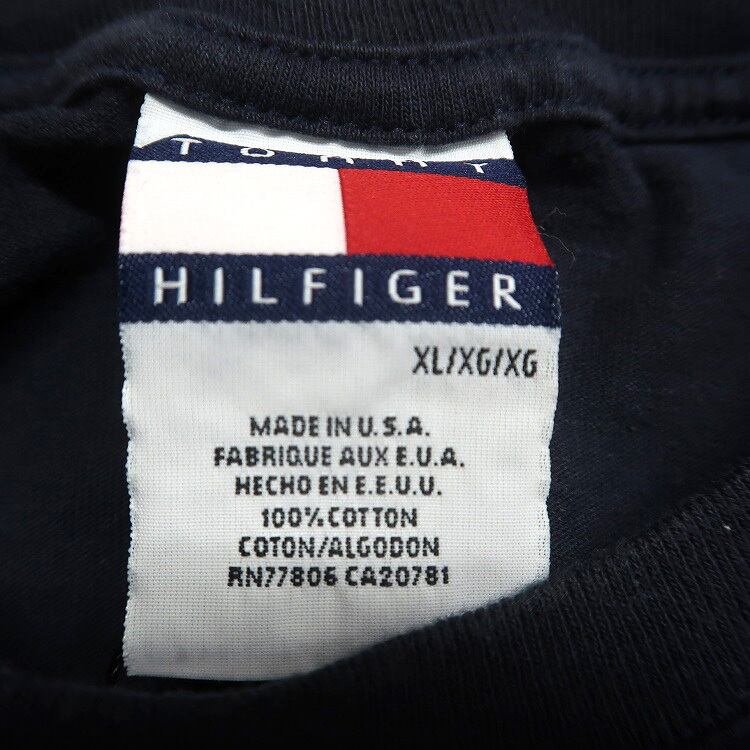 TOMMY
HILFIGER
XL/XG/XG
MADE IN U.S.A.
FABRIQUE AUX E.U.A.
HECHO EN E.E.U.U.
100% COTTON
COTON/ALGODON
RN77806 CA20781